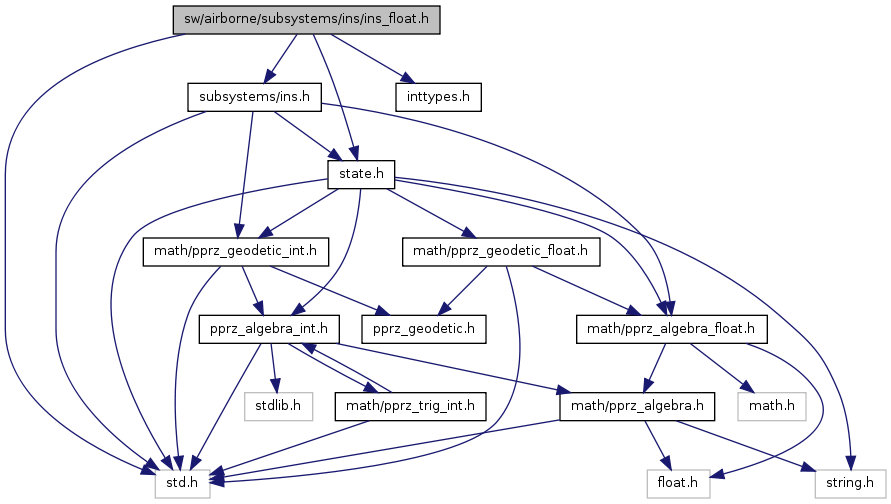 sw/airborne/subsystems/ins/ins_float.h
subsystems/ins.h
inttypes.h
state.h
math/pprz_geodetic_int.h
math/pprz_geodetic_float.h
pprz_algebra_int.h
pprz_geodetic.h
math/pprz_algebra_float.h
stdlib.h
math/pprz_trig_int.h
math/pprz_algebra.h
math.h
std.h
float.h
string.h